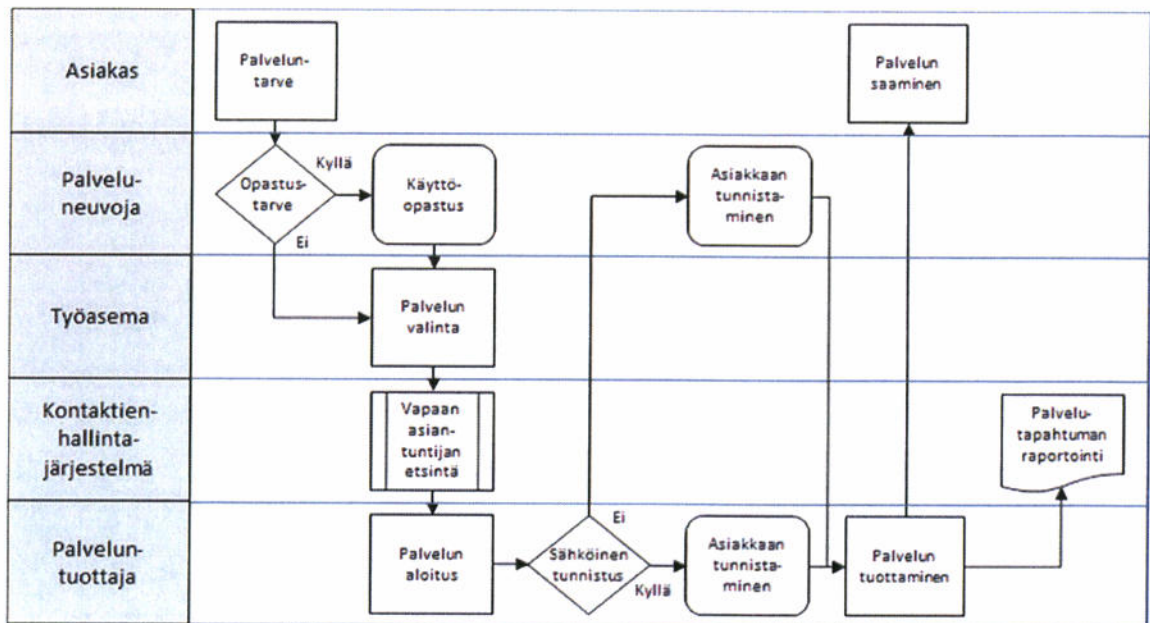 Asiakas
Palvelun-
tarve
Palvelun
saaminen
Palvelu-
neuvoja
Opastus-
tarve
Kyllä
Ei
Käyttö-
opastus
Asiakkaan
tunnista-
minen
Työasema
Palvelun
valinta
Kontaktien-
hallinta-
järjestelmä
Vapaan
asian-
tuntijan
etsintä
Palvelu-
tapahtuman
raportointi
Palvelun-
tuottaja
Palvelun
aloitus
Sähköinen
tunnistus
Ei
Kyllä
Asiakkaan
tunnista-
minen
Palvelun
tuottaminen